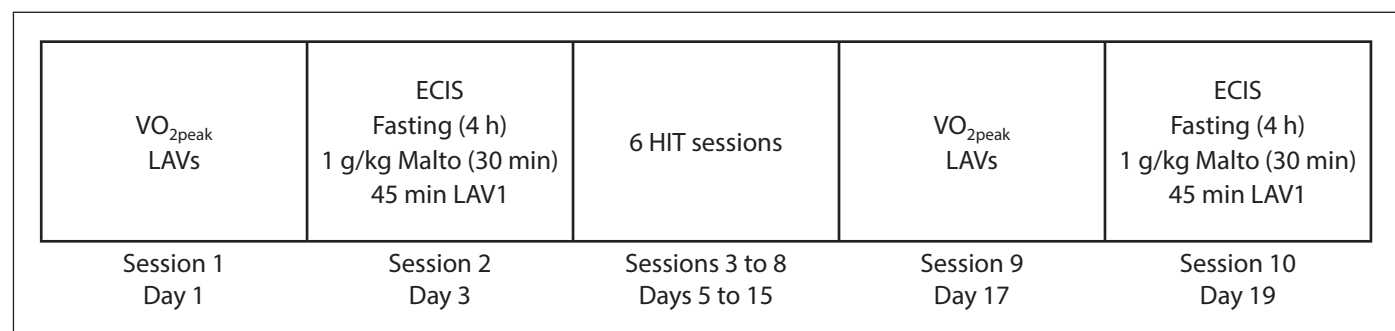 VO2peak
LAVs
ECIS
Fasting (4 h)
1 g/kg Malto (30 min)
45 min LAV1
6 HIT sessions
VO2peak
LAVs
ECIS
Fasting (4 h)
1 g/kg Malto (30 min)
45 min LAV1
Session 1
Day 1
Session 2
Day 3
Sessions 3 to 8
Days 5 to 15
Session 9
Day 17
Session 10
Day 19